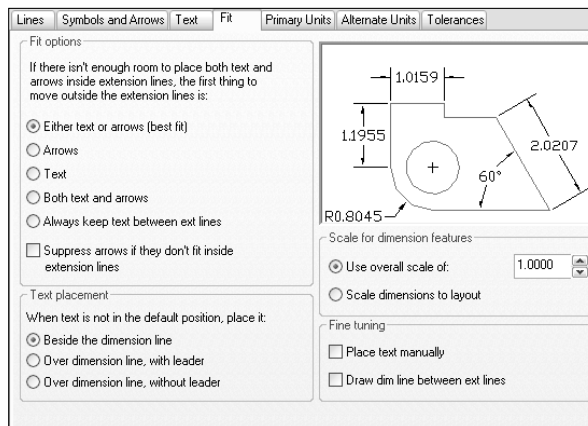 Lines Symbols and Arrows Text Fit Primary Units Alternate Units Tolerances
Fit options
If there isn't enough room to place both text and
arrows inside extension lines, the first thing to
move outside the extension lines is:
Either text or arrows (best fit)
Arrows
Text
Both text and arrows
Always keep text between ext lines
Suppress arrows if they don't fit inside
extension lines
Text placement
When text is not in the default position, place it:
Beside the dimension line
Over dimension line, with leader
Over dimension line, without leader
1.0159
1.1955
2.0207
60°
R0.8045
Scale for dimension features
Use overall scale of: 1.0000
Scale dimensions to layout
Fine tuning
Place text manually
Draw dim line between ext lines